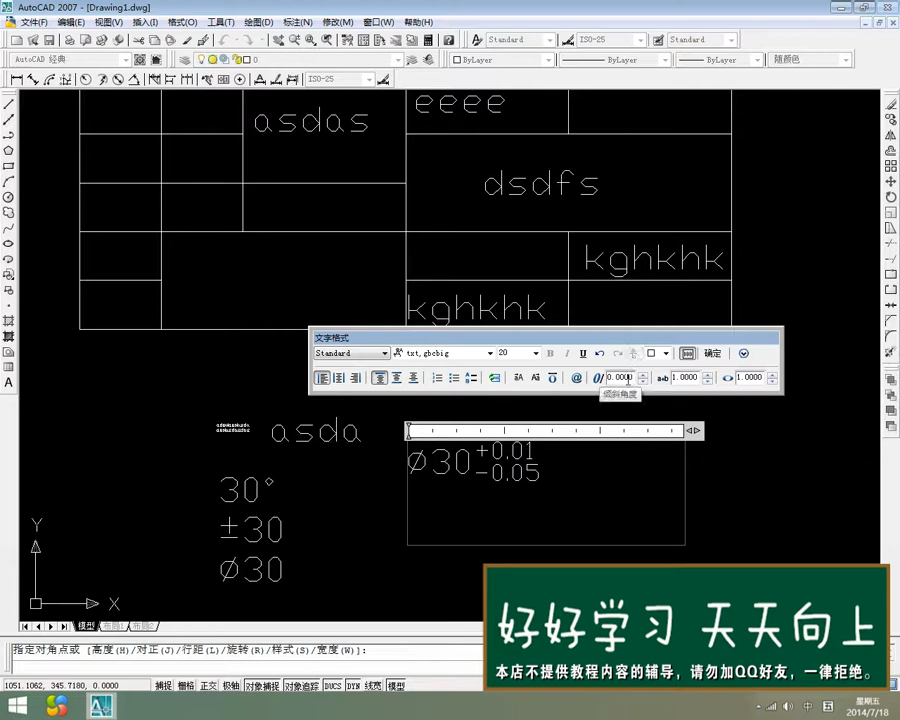 AutoCAD 2007 - [Drawing1.dwg]
文件(F) 编辑(E) 视图(V) 插入(I) 格式(O) 工具(T) 绘图(D) 标注(N) 修改(M) 窗口(W) 帮助(H)
Standard ISO-25 Standard
AutoCAD 经典 0 ByLayer ByLayer ByLayer 随颜色
ISO-25
eeee
asdas
dsdfs
kghkhk
kghkhk
文字格式
Standard txt,gbcbig 20 B I U 确定
@ 0/ 0.0000 a•b 1.0000 1.0000
倾斜角度
asda
Ø30 +0.01
-0.05
30°
±30
Ø30
Y
X
模型 布局1 布局2
好好学习 天天向上
本店不提供教程内容的辅导，请勿加QQ好友，一律拒绝。
指定对角点或 [高度(H)/对正(J)/行距(L)/旋转(R)/样式(S)/宽度(W)]:
1051.1062, 345.7180, 0.0000 捕捉 栅格 正交 极轴 对象捕捉 对象追踪 DUCS DYN 线宽 模型
中 五
星期五
2014/7/18